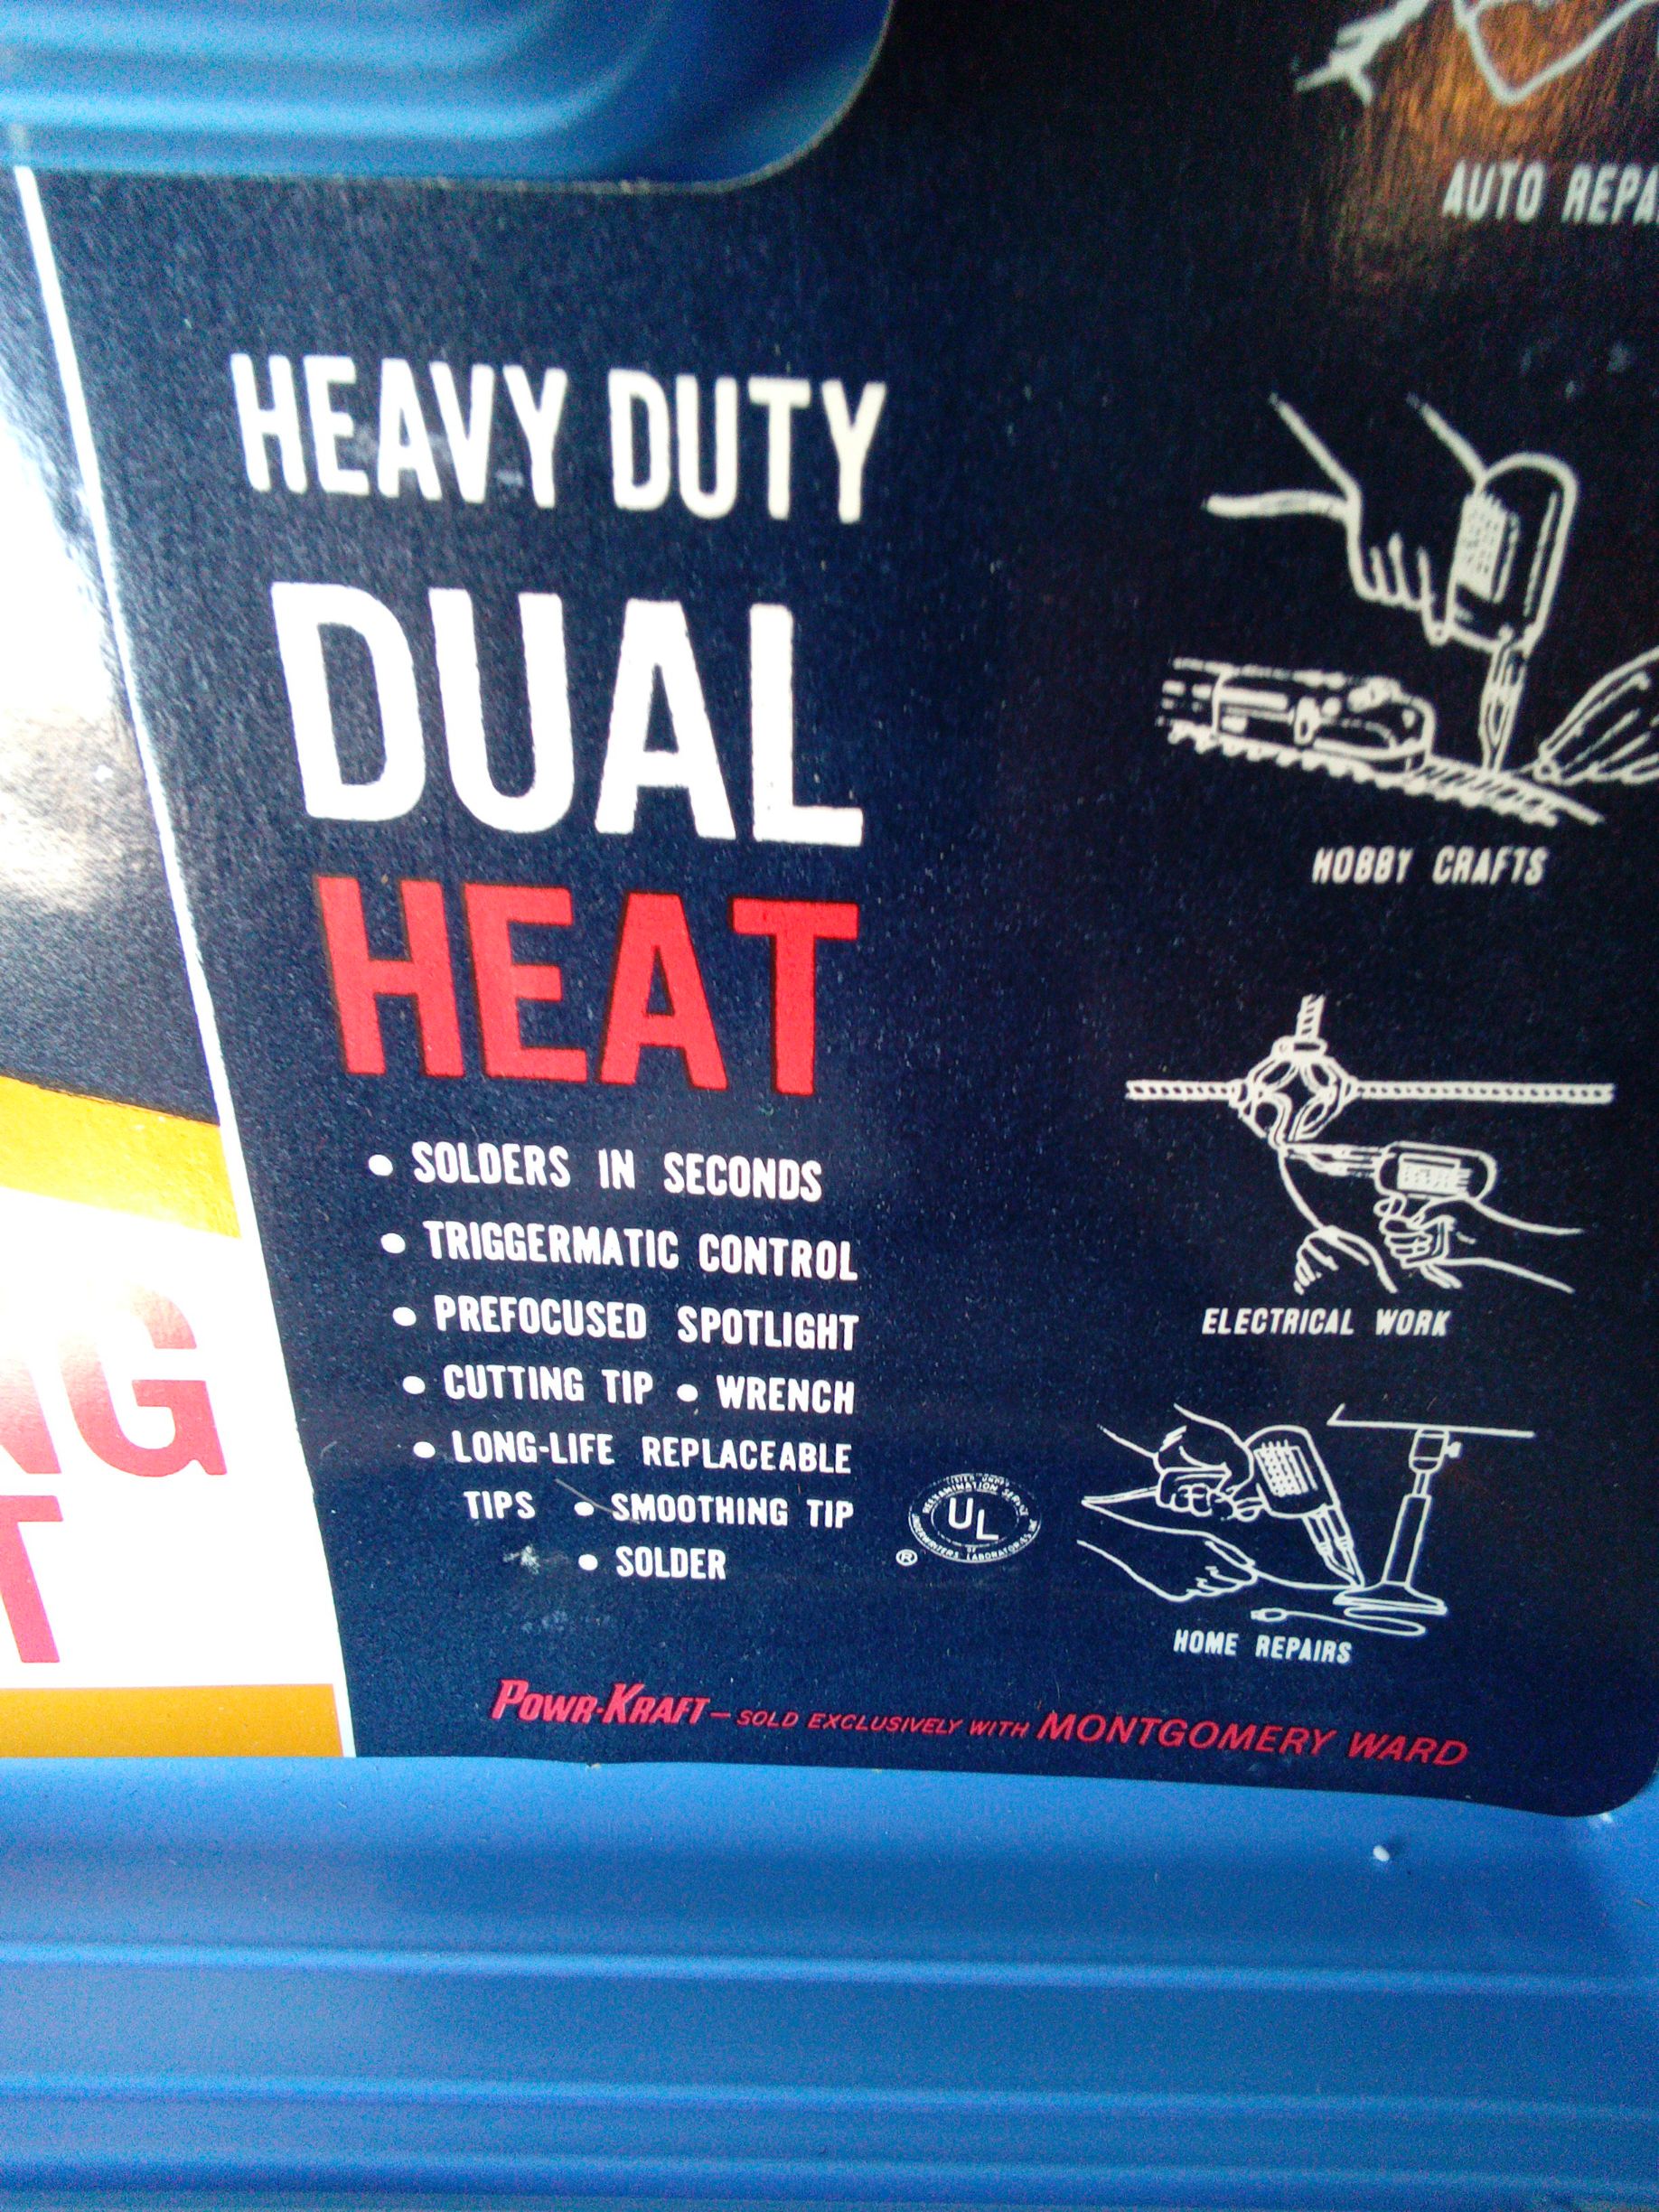 NG
T
HEAVY DUTY
DUAL
HEAT
• SOLDERS IN SECONDS
• TRIGGERMATIC CONTROL
• PREFOCUSED SPOTLIGHT
• CUTTING TIP • WRENCH
• LONG-LIFE REPLACEABLE
TIPS • SMOOTHING TIP
• SOLDER
UL
®
AUTO REPA
HOBBY CRAFTS
ELECTRICAL WORK
HOME REPAIRS
POWR-KRAFT — SOLD EXCLUSIVELY WITH MONTGOMERY WARD